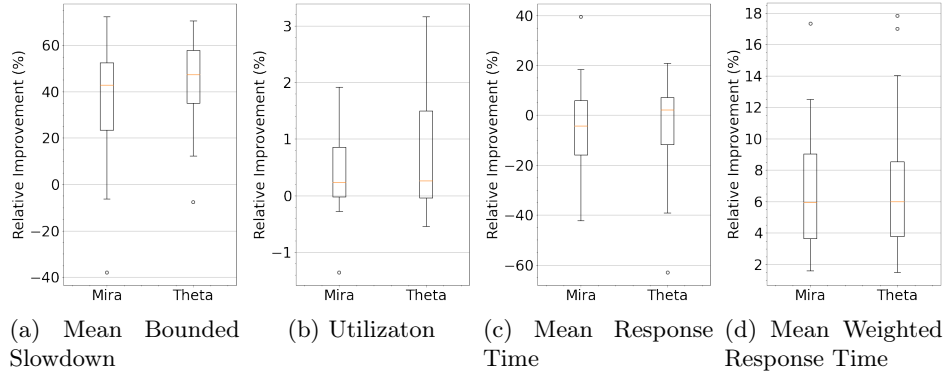 Relative Improvement (%)
60
40
20
0
−20
−40
Mira
Theta
Relative Improvement (%)
3
2
1
0
−1
Mira
Theta
Relative Improvement (%)
40
20
0
−20
−40
−60
Mira
Theta
Relative Improvement (%)
18
16
14
12
10
8
6
4
2
Mira
Theta
(a) Mean Bounded
Slowdown
(b) Utilizaton
(c) Mean Response
Time
(d) Mean Weighted
Response Time